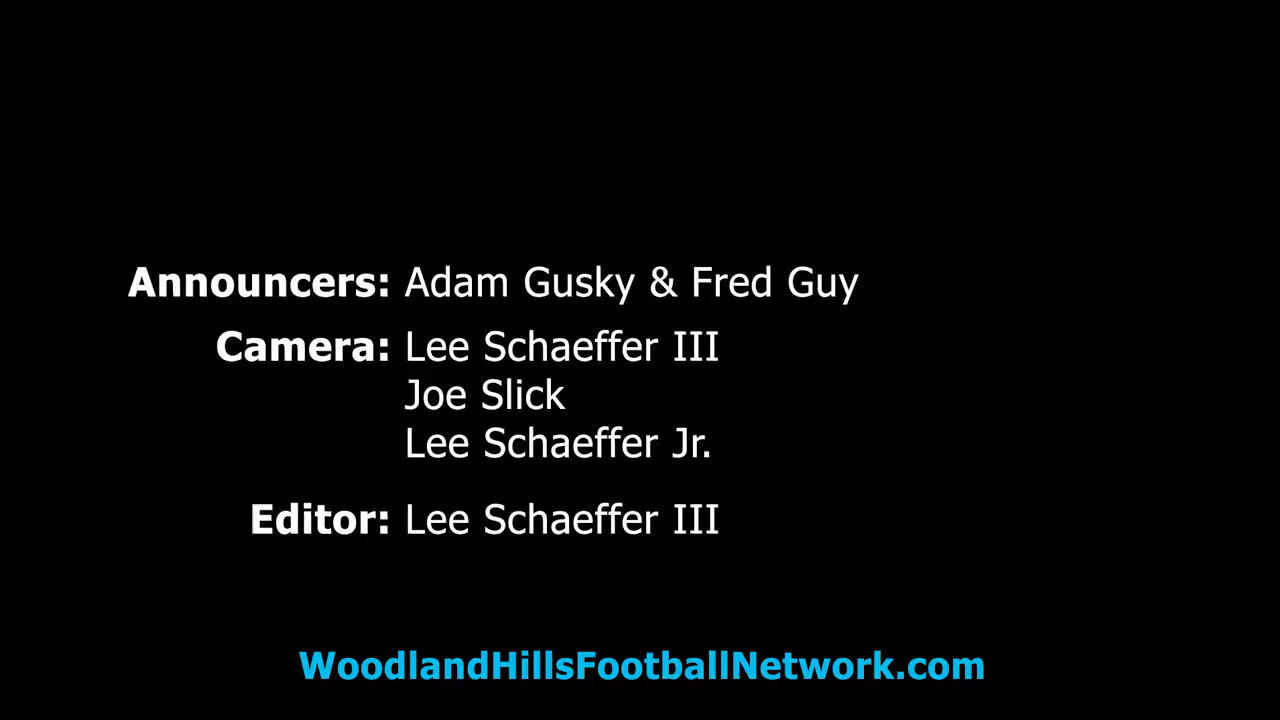 Announcers: Adam Gusky & Fred Guy
Camera: Lee Schaeffer III
Joe Slick
Lee Schaeffer Jr.
Editor: Lee Schaeffer III
WoodlandHillsFootballNetwork.com